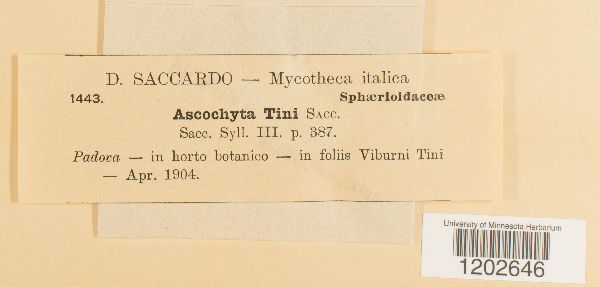 D. SACCARDO — Mycotheca italica
1443. Sphærioidaceæ
Ascochyta Tini Sacc.
Sacc. Syll. III. p. 387.
Padova — in horto botanico — in foliis Viburni Tini
— Apr. 1904.
University of Minnesota Herbarium
1202646